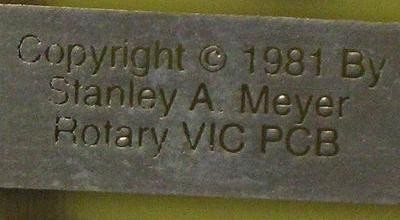 Copyright © 1981 By
Stanley A. Meyer
Rotary VIC PCB